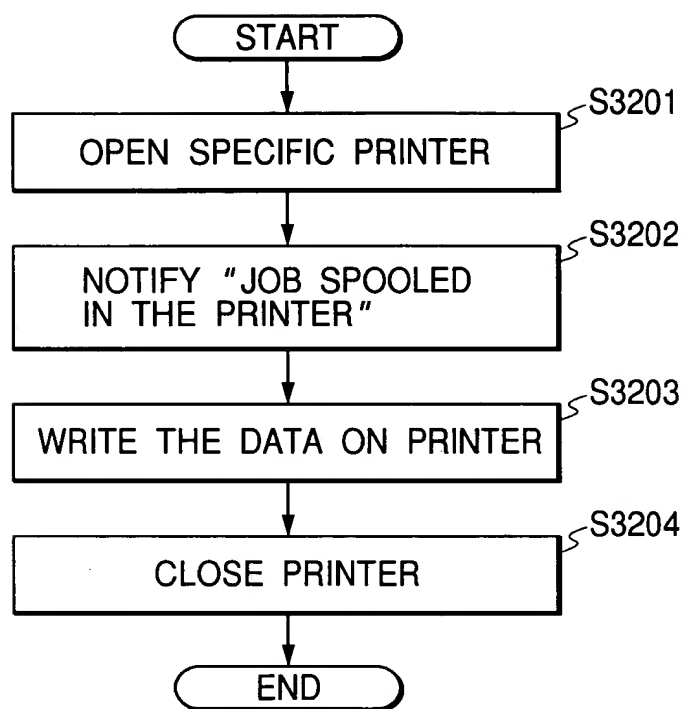 START
S3201
OPEN SPECIFIC PRINTER
S3202
NOTIFY "JOB SPOOLED
IN THE PRINTER"
S3203
WRITE THE DATA ON PRINTER
S3204
CLOSE PRINTER
END